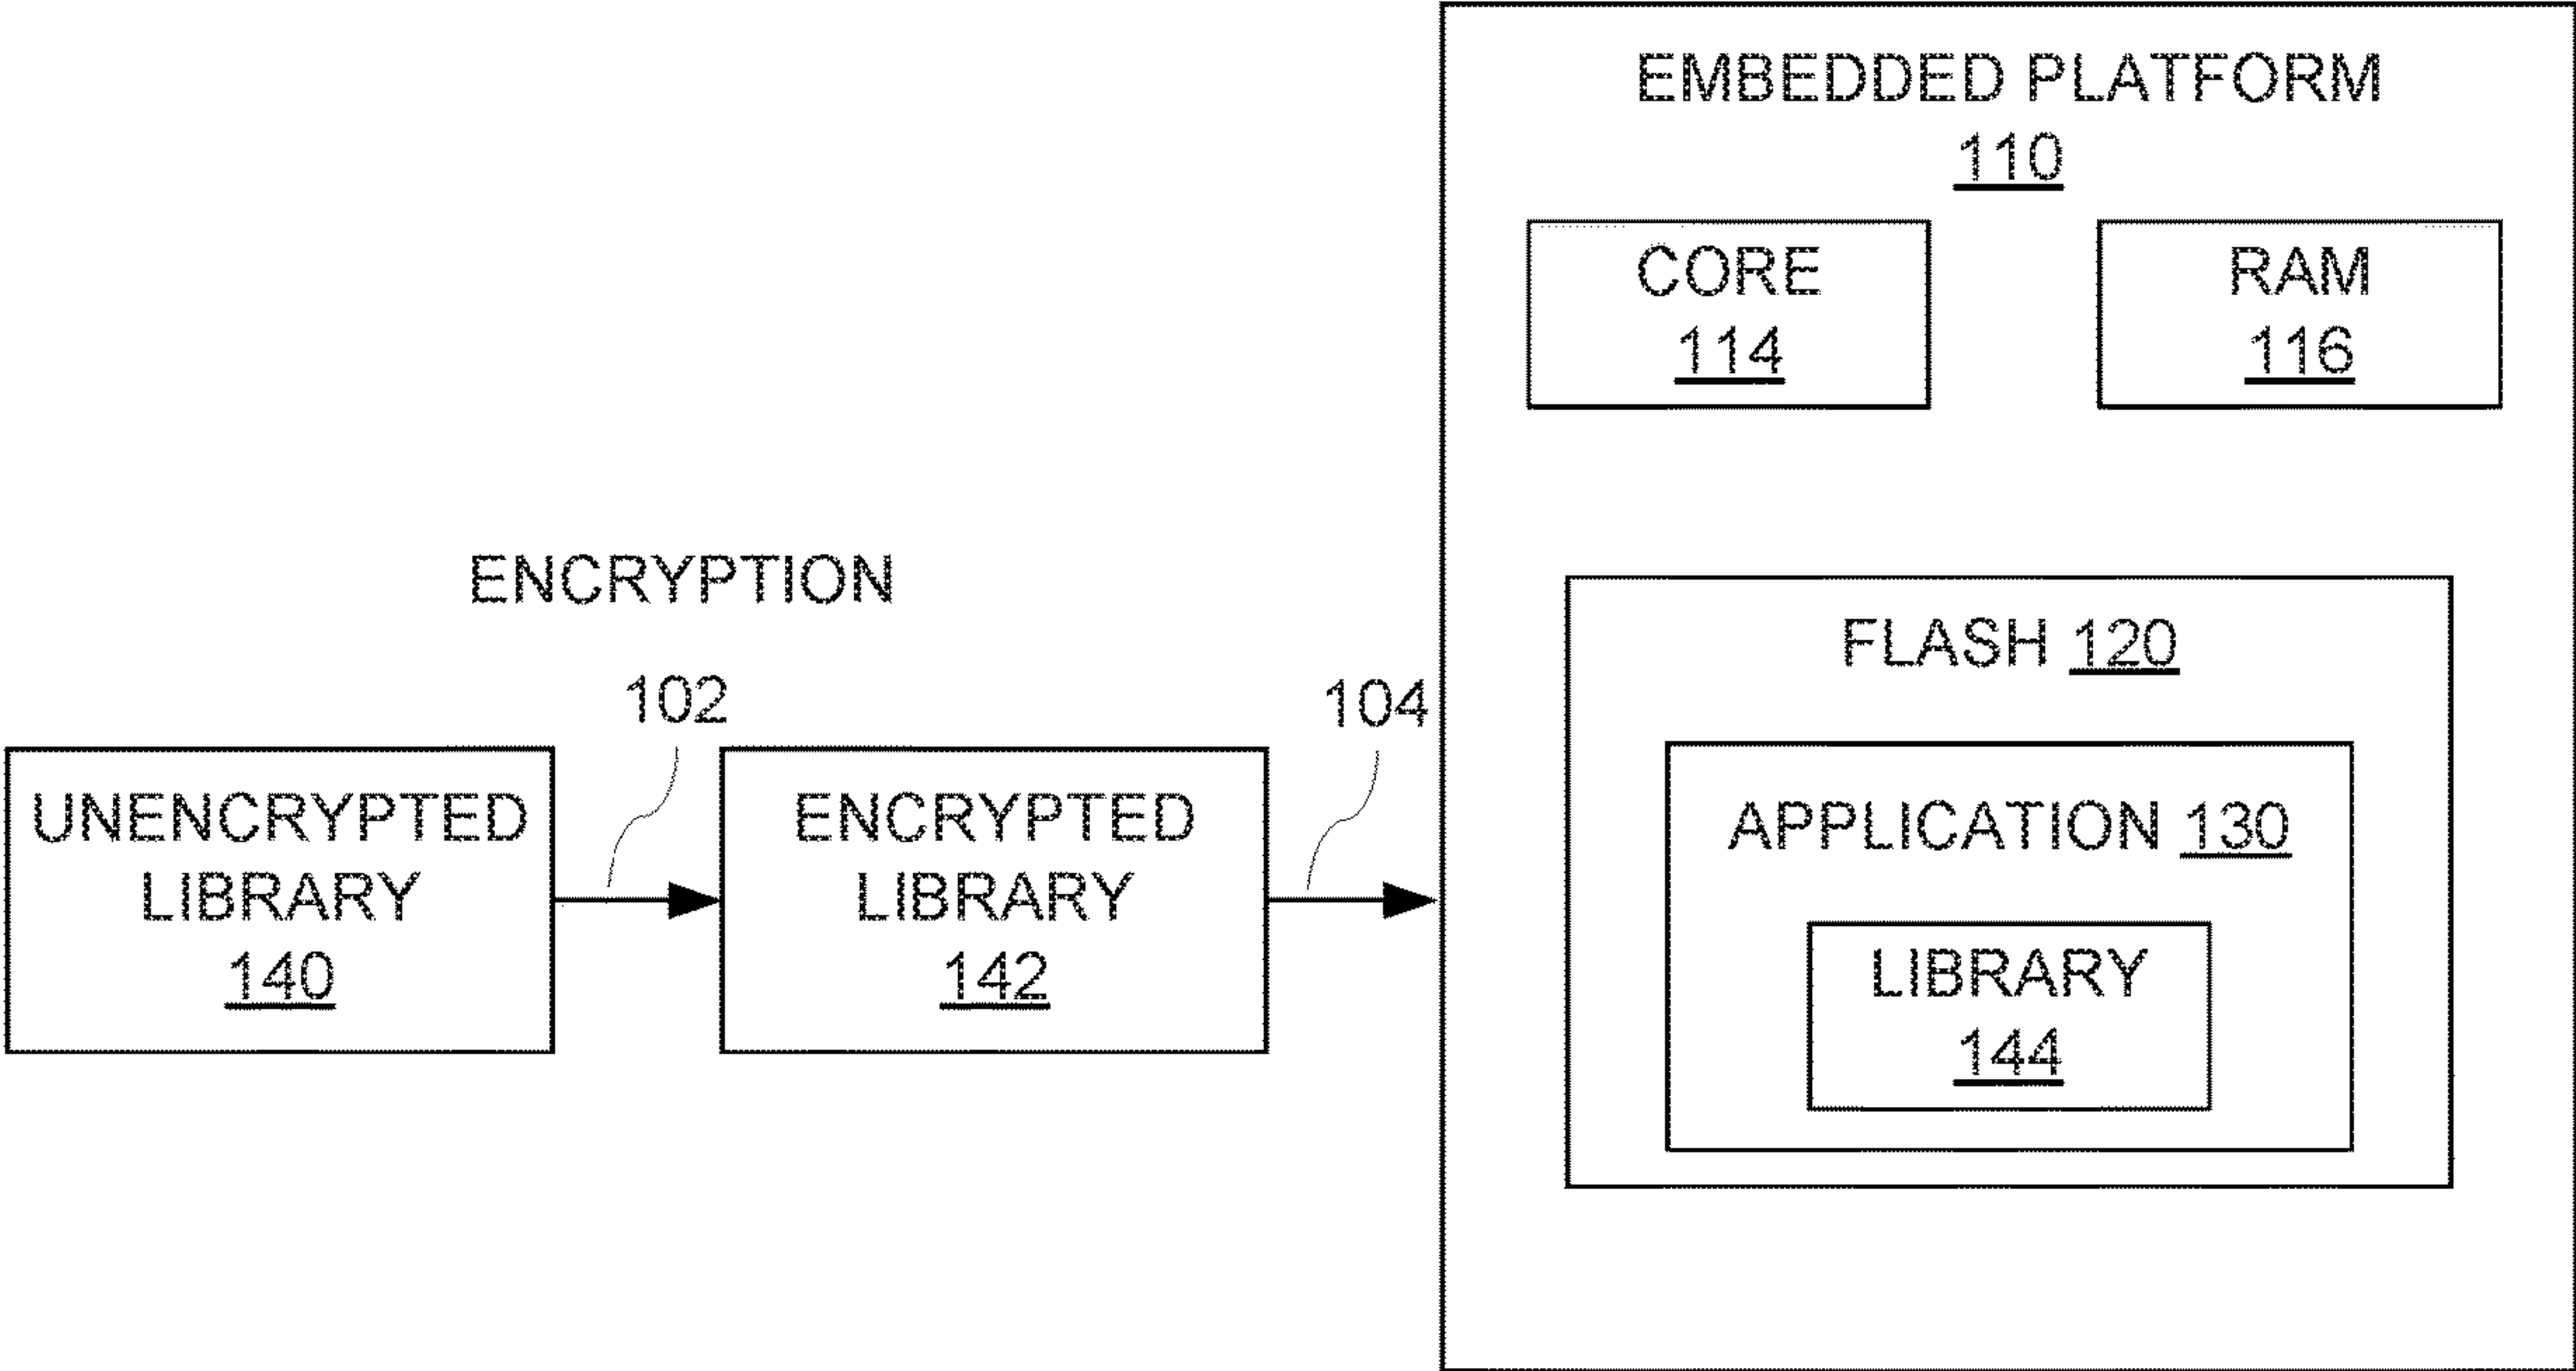 EMBEDDED PLATFORM
110
CORE
114
RAM
116
ENCRYPTION
102
104
UNENCRYPTED
LIBRARY
140
ENCRYPTED
LIBRARY
142
FLASH 120
APPLICATION 130
LIBRARY
144